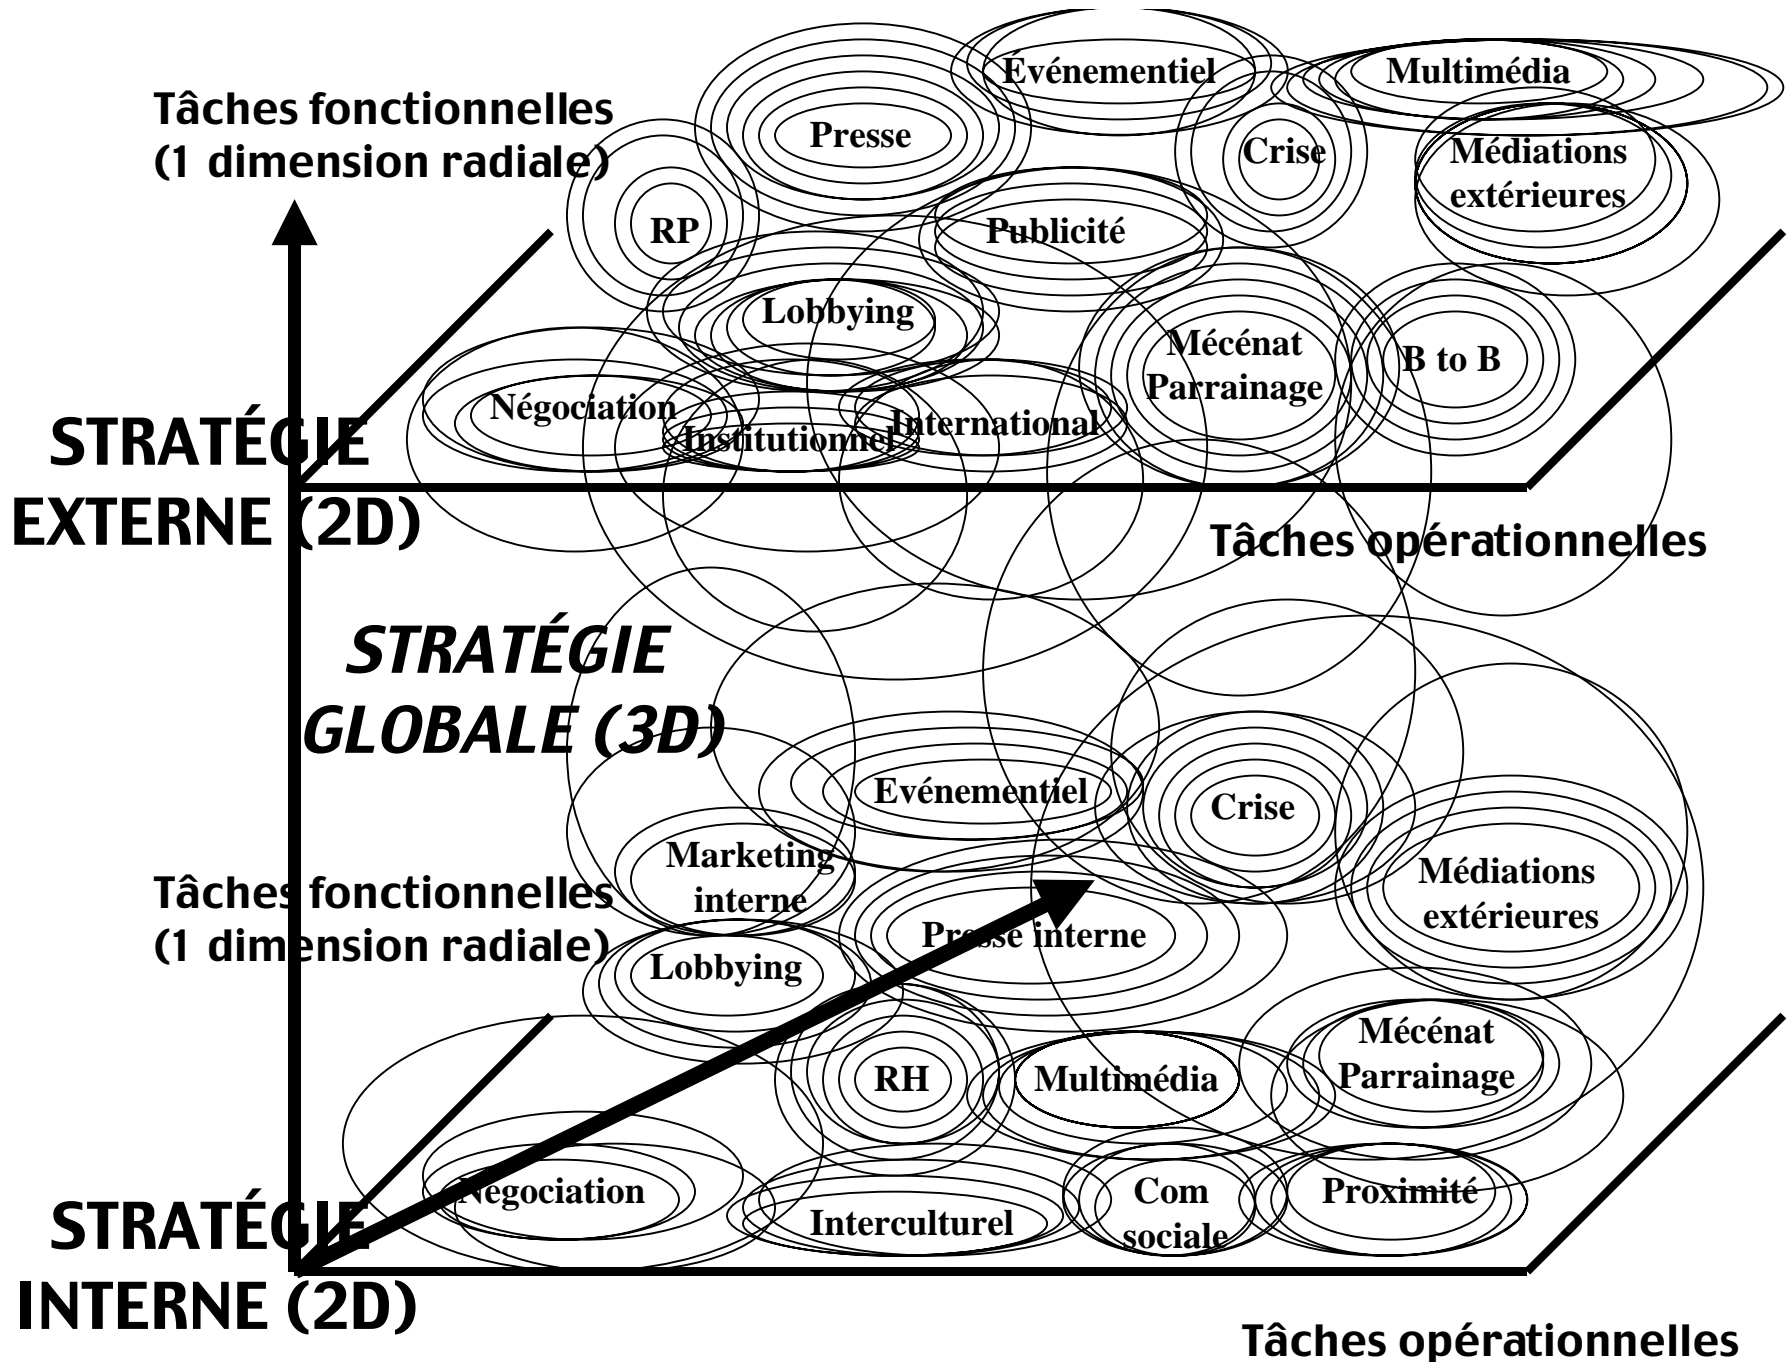 Événementiel
Multimédia
Tâches fonctionnelles
(1 dimension radiale)
Presse
Crise
Médiations
extérieures
RP
Publicité
Lobbying
Mécénat
Parrainage
B to B
Négociation
International
Institutionnel
STRATÉGIE
EXTERNE (2D)
Tâches opérationnelles
STRATÉGIE
GLOBALE (3D)
Evénementiel
Crise
Marketing
interne
Médiations
extérieures
Tâches fonctionnelles
(1 dimension radiale)
Presse interne
Lobbying
Mécénat
Parrainage
RH
Multimédia
Negociation
Com
sociale
Proximité
Interculturel
STRATÉGIE
INTERNE (2D)
Tâches opérationnelles